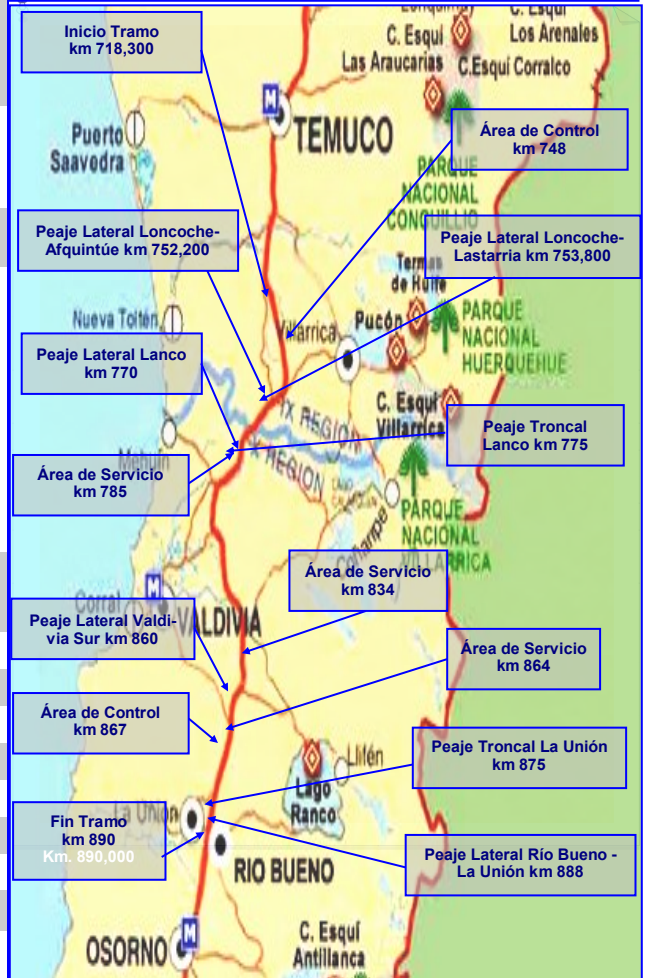 Inicio Tramo
km 718,300
C. Esquí
Las Araucarias
C. Esquí
Los Arenales
C.Esquí Corralco
TEMUCO
M
Puerto
Saavedra
Área de Control
km 748
PARQUE
NACIONAL
CONGUILLIO
Peaje Lateral Loncoche-
Afquintúe km 752,200
Peaje Lateral Loncoche-
Lastarria km 753,800
Termas
de Huife
Nueva Toltén
Villarrica
Pucón
PARQUE
NACIONAL
HUERQUEHUE
Peaje Lateral Lanco
km 770
C. Esquí
Villarrica
IX REGION
X REGION
Peaje Troncal
Lanco km 775
Mehuín
Área de Servicio
km 785
PARQUE
NACIONAL
VILLARRICA
Área de Servicio
km 834
M
Corral
VALDIVIA
Peaje Lateral Valdi-
via Sur km 860
Área de Servicio
km 864
Área de Control
km 867
Peaje Troncal La Unión
km 875
Llifén
Lago
Ranco
La Unión
Fin Tramo
km 890
Km. 890,000
RIO BUENO
Peaje Lateral Río Bueno -
La Unión km 888
M
OSORNO
C. Esquí
Antillanca